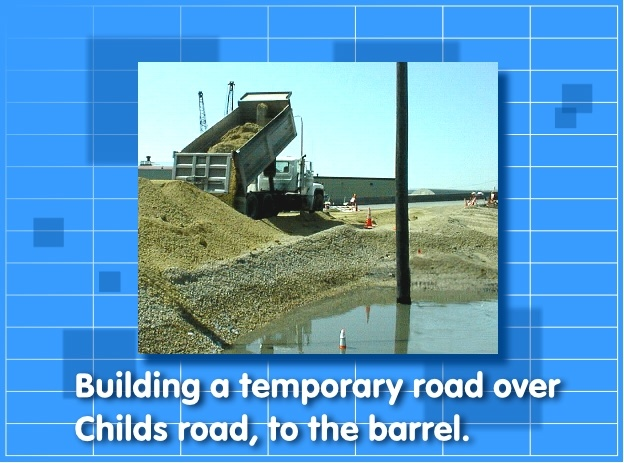 Building a temporary road over
Childs road, to the barrel.